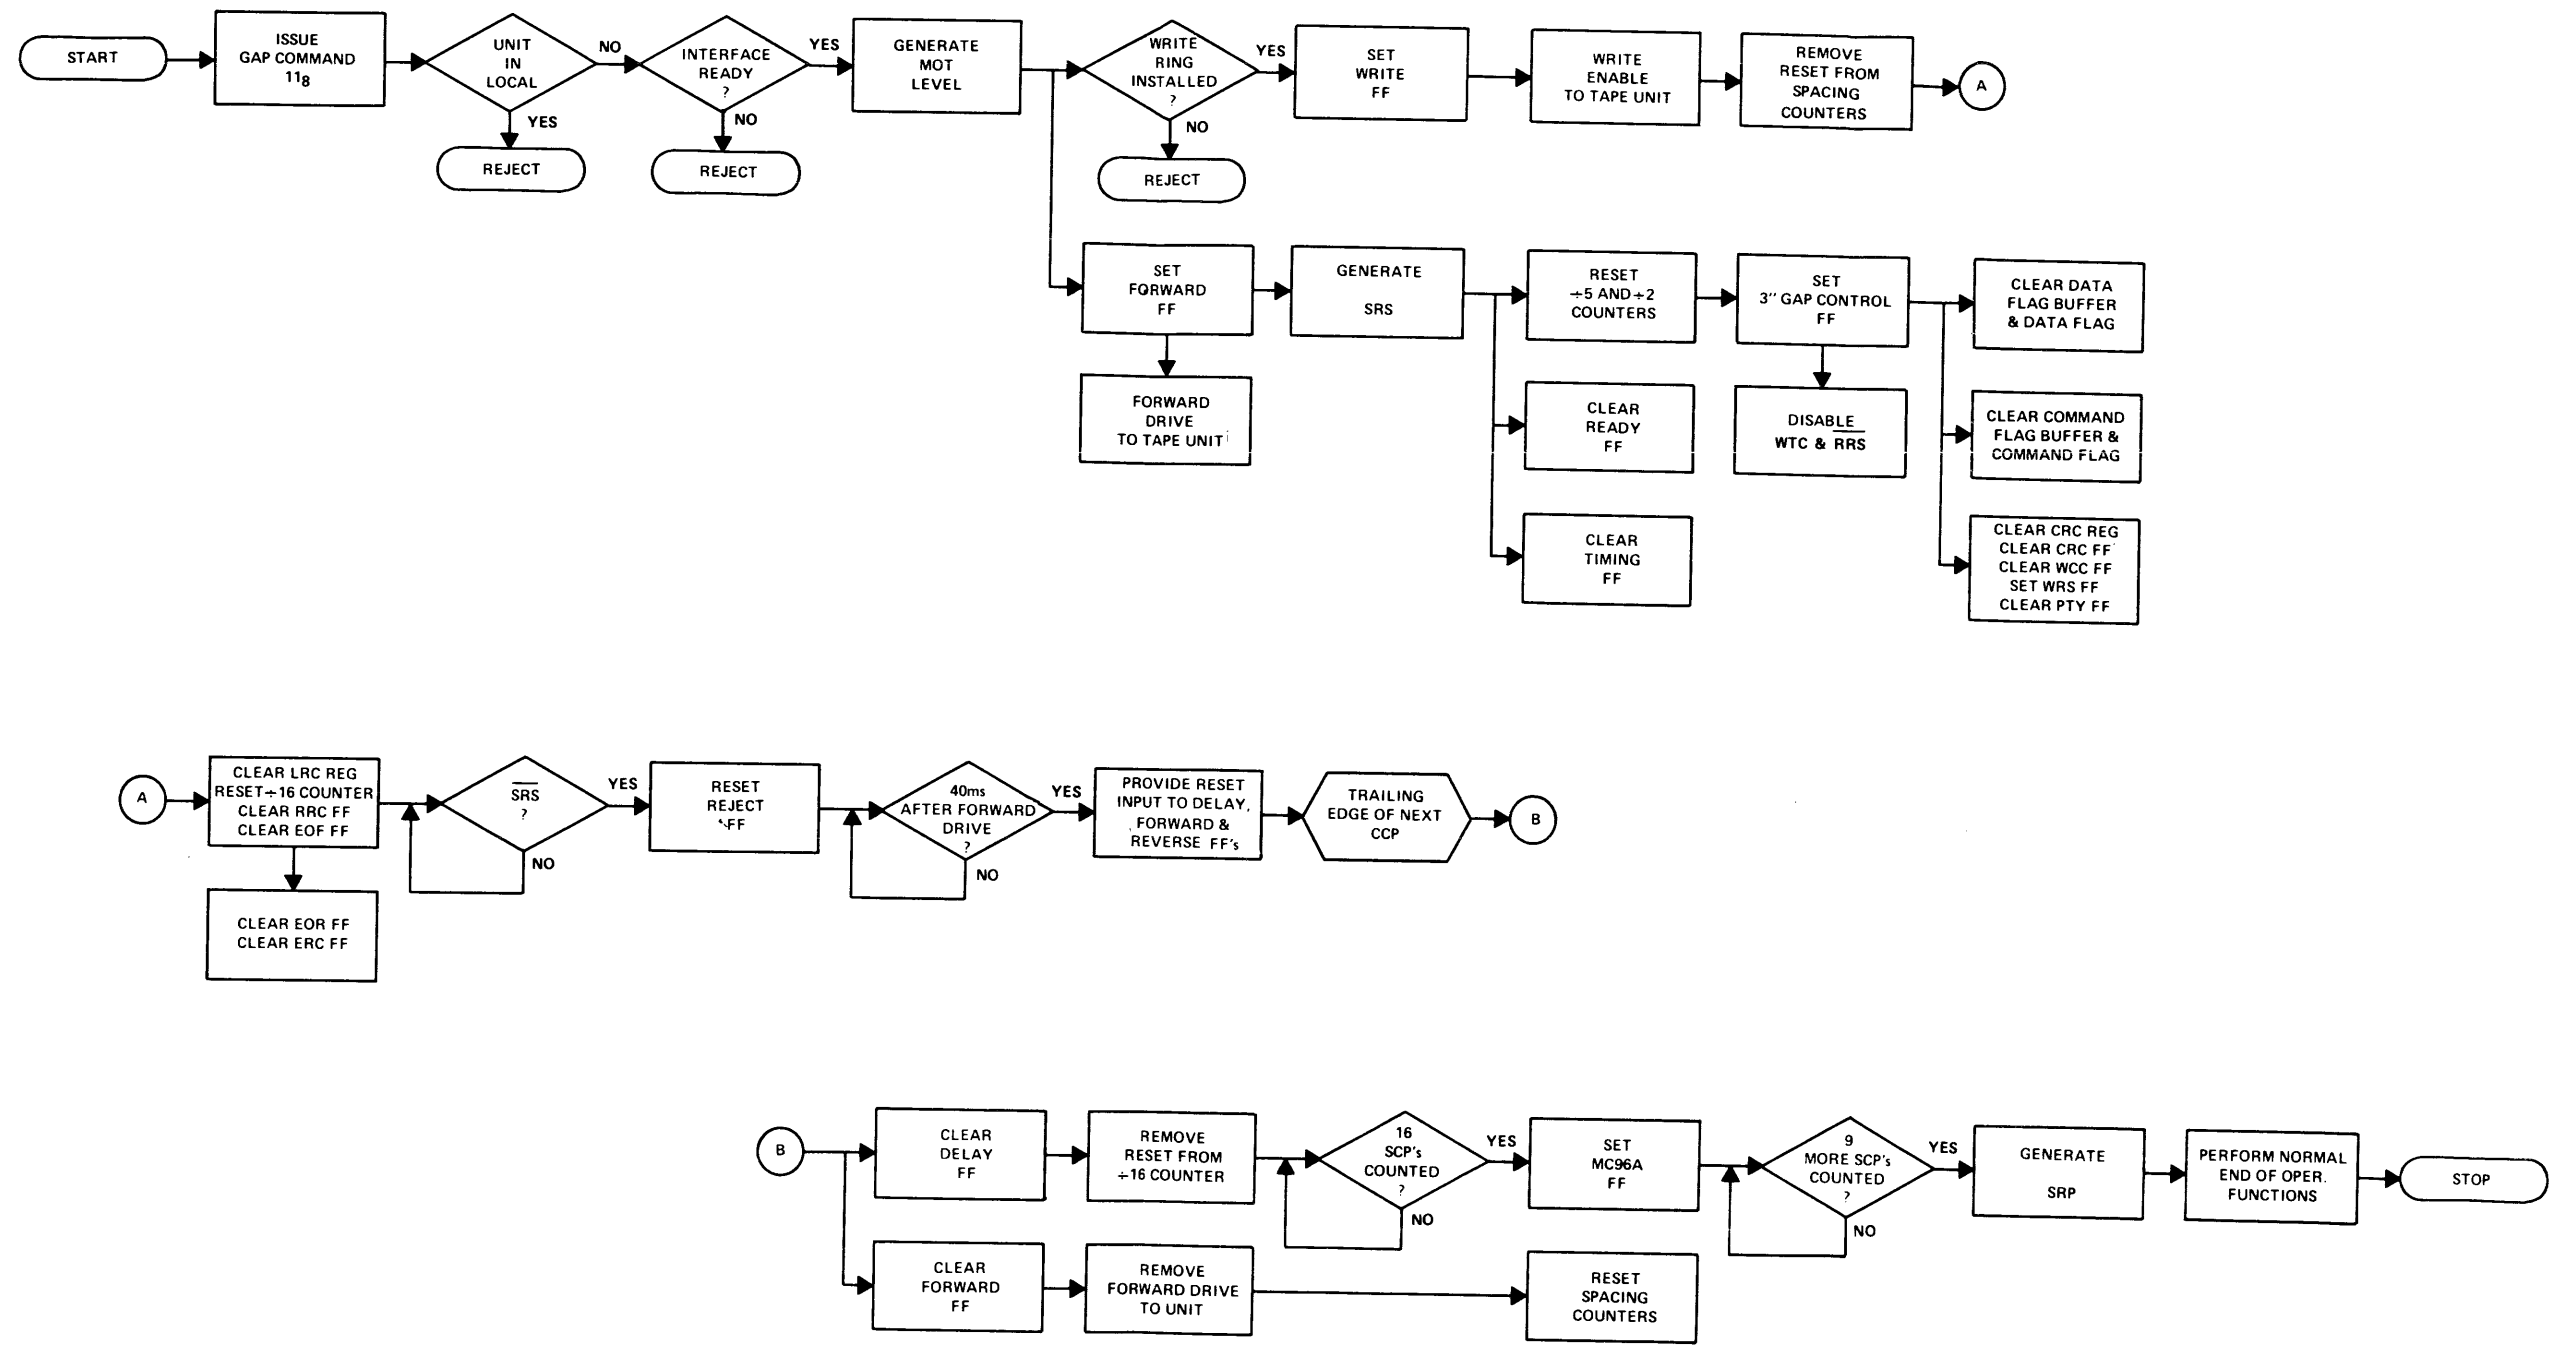 START
ISSUE
GAP COMMAND
11₈
UNIT
IN
LOCAL
NO
YES
REJECT
INTERFACE
READY
?
YES
NO
REJECT
GENERATE
MOT
LEVEL
WRITE
RING
INSTALLED
?
YES
NO
REJECT
SET
WRITE
FF
WRITE
ENABLE
TO TAPE UNIT
REMOVE
RESET FROM
SPACING
COUNTERS
A
SET
FORWARD
FF
FORWARD
DRIVE
TO TAPE UNIT
GENERATE
SRS
RESET
÷5 AND ÷2
COUNTERS
CLEAR
READY
FF
CLEAR
TIMING
FF
SET
3" GAP CONTROL
FF
DISABLE
WTC & R̅R̅S̅
CLEAR DATA
FLAG BUFFER
& DATA FLAG
CLEAR COMMAND
FLAG BUFFER &
COMMAND FLAG
CLEAR CRC REG
CLEAR CRC FF
CLEAR WCC FF
SET WRS FF
CLEAR PTY FF
A
CLEAR LRC REG
RESET ÷16 COUNTER
CLEAR RRC FF
CLEAR EOF FF
CLEAR EOR FF
CLEAR ERC FF
S̅R̅S̅
?
YES
NO
RESET
REJECT
FF
40ms
AFTER FORWARD
DRIVE
?
YES
NO
PROVIDE RESET
INPUT TO DELAY,
FORWARD &
REVERSE FF's
TRAILING
EDGE OF NEXT
CCP
B
B
CLEAR
DELAY
FF
REMOVE
RESET FROM
÷16 COUNTER
16
SCP's
COUNTED
?
YES
NO
SET
MC96A
FF
9
MORE SCP's
COUNTED
?
YES
NO
GENERATE
SRP
PERFORM NORMAL
END OF OPER.
FUNCTIONS
STOP
CLEAR
FORWARD
FF
REMOVE
FORWARD DRIVE
TO UNIT
RESET
SPACING
COUNTERS